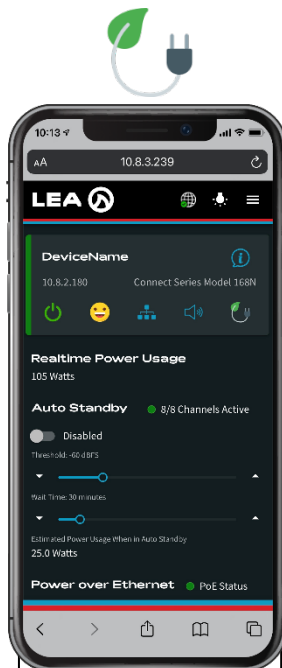 10:13
AA 10.8.3.239
LEA
DeviceName
10.8.2.180 Connect Series Model 168N
Realtime Power Usage
105 Watts
Auto Standby 8/8 Channels Active
Disabled
Threshold: -60 dBFS
Wait Time: 30 minutes
Estimated Power Usage When in Auto Standby
25.0 Watts
Power over Ethernet PoE Status